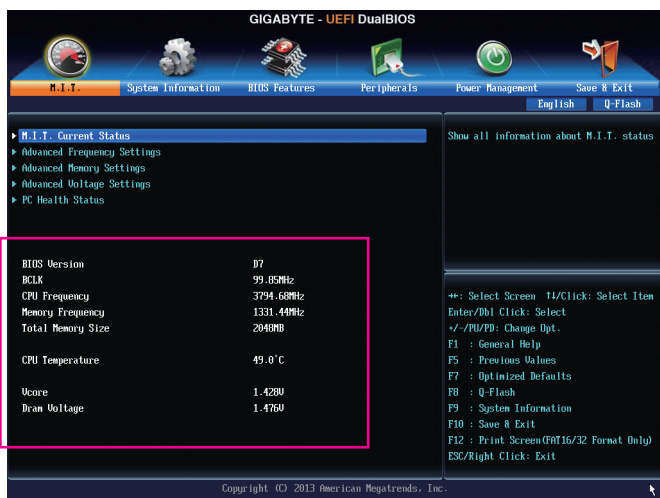 GIGABYTE - UEFI DualBIOS
M.I.T. System Information BIOS Features Peripherals Power Management Save & Exit
English Q-Flash
M.I.T. Current Status
Advanced Frequency Settings
Advanced Memory Settings
Advanced Voltage Settings
PC Health Status
BIOS Version D7
BCLK 99.85MHz
CPU Frequency 3794.68MHz
Memory Frequency 1331.44MHz
Total Memory Size 2048MB
CPU Temperature 49.0°C
Vcore 1.428V
Dram Voltage 1.476V
Show all information about M.I.T. status
→←: Select Screen ↑↓/Click: Select Item
Enter/Dbl Click: Select
+/-/PU/PD: Change Opt.
F1 : General Help
F5 : Previous Values
F7 : Optimized Defaults
F8 : Q-Flash
F9 : System Information
F10 : Save & Exit
F12 : Print Screen(FAT16/32 Format Only)
ESC/Right Click: Exit
Copyright (C) 2013 American Megatrends, Inc.